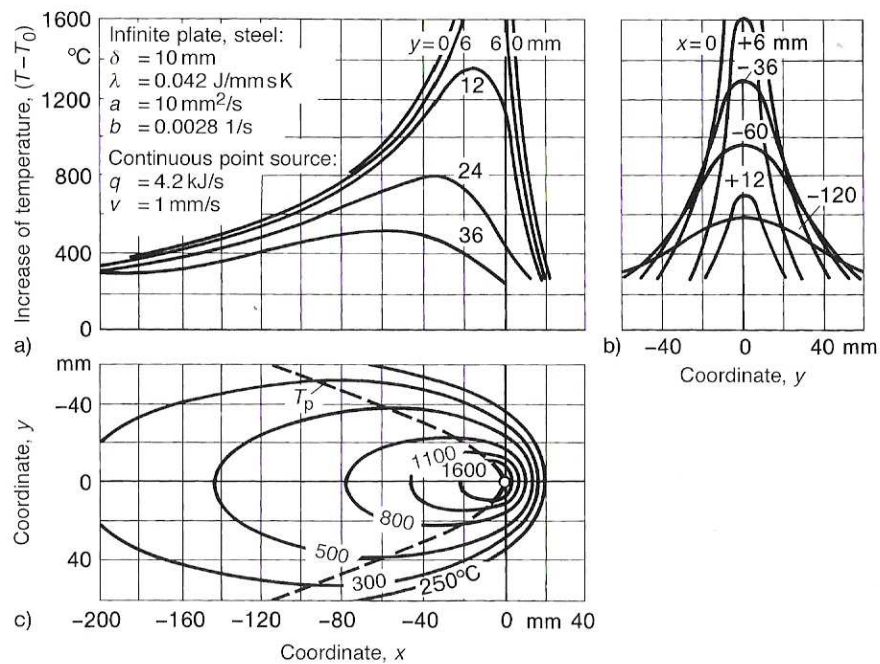 Infinite plate, steel:
δ = 10 mm
λ = 0.042 J/mm s K
a = 10 mm²/s
b = 0.0028 1/s
Continuous point source:
q = 4.2 kJ/s
v = 1 mm/s
Increase of temperature, (T−T₀)
1600
°C
1200
800
400
0
a)
y = 0 6 6 0 mm
12
24
36
x = 0 +6 mm
−36
−60
+12
−120
b)
−40 0 40 mm
Coordinate, y
mm
−40
0
40
Coordinate, y
Tp
1100
1600
800
500
300
250°C
c)
−200 −160 −120 −80 −40 0 mm 40
Coordinate, x